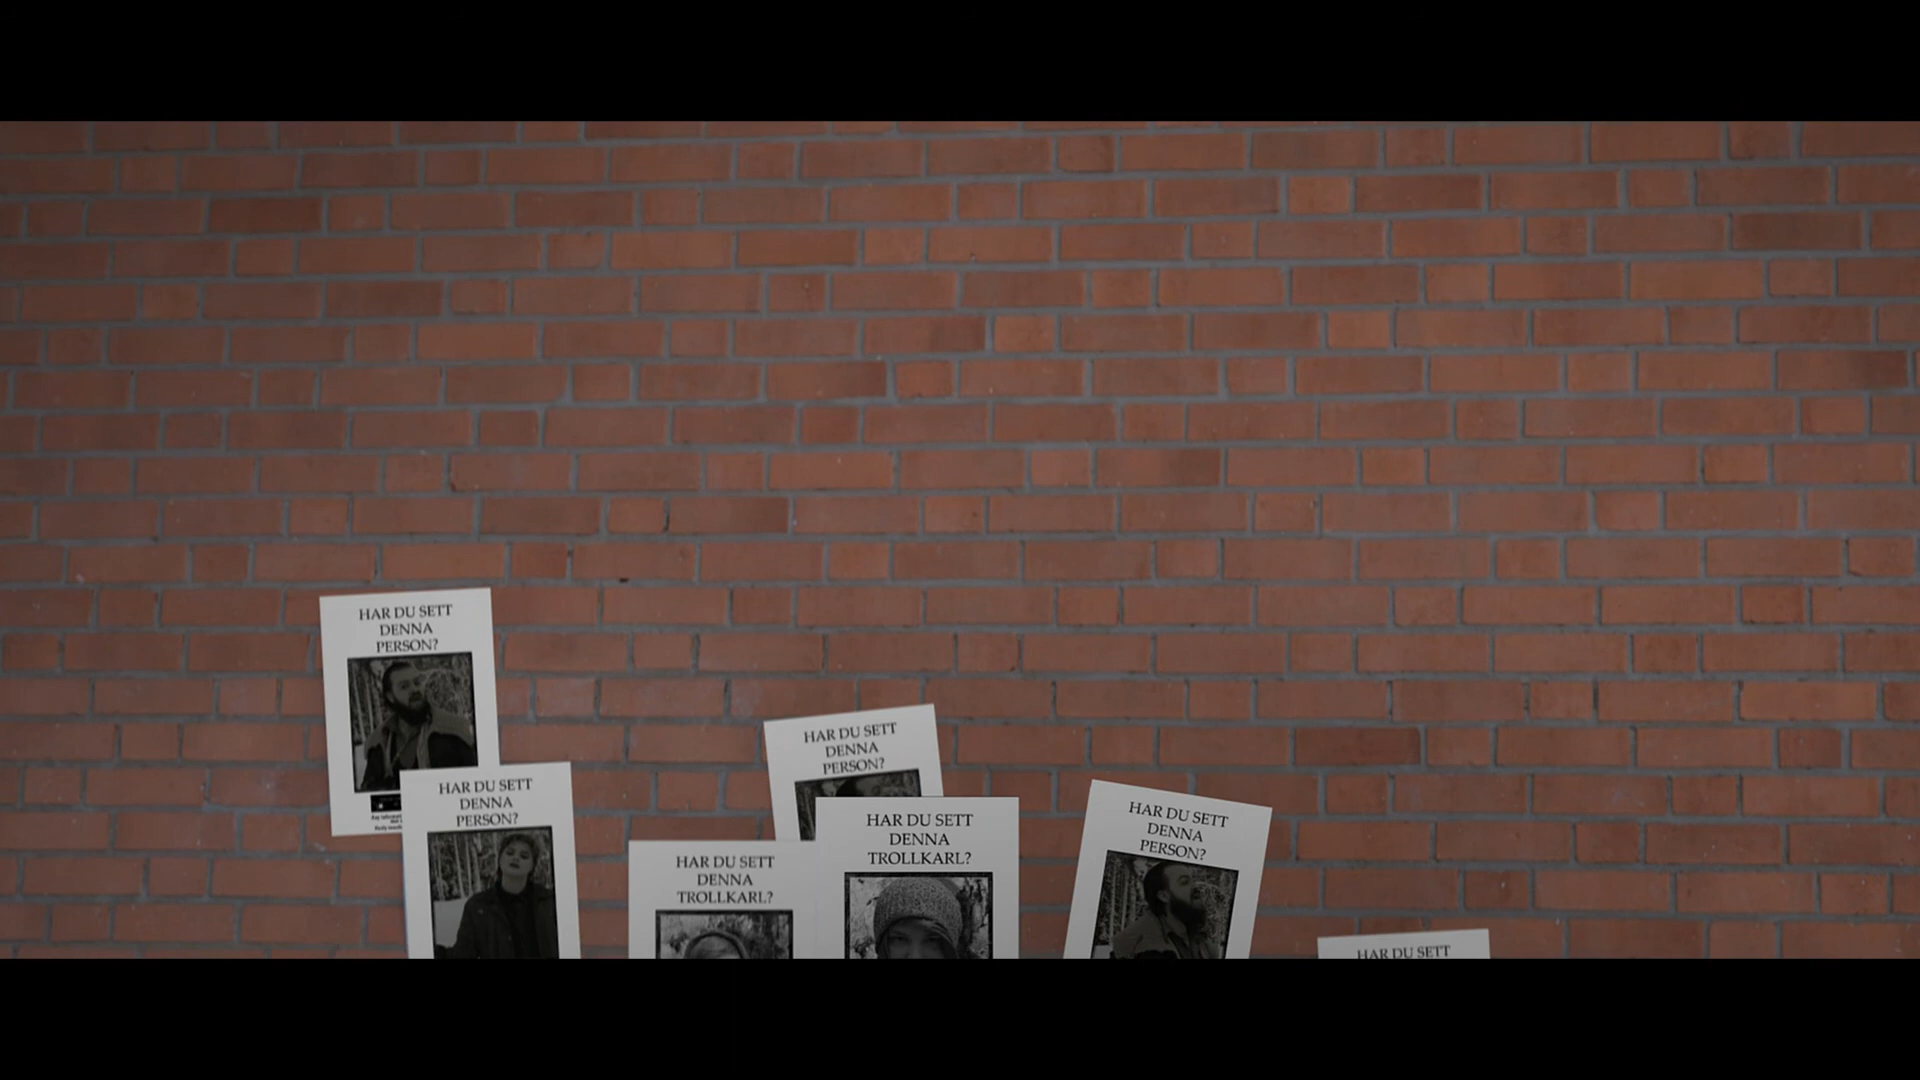 HAR DU SETT
DENNA
PERSON?
HAR DU SETT
DENNA
PERSON?
HAR DU SETT
DENNA
TROLLKARL?
HAR DU SETT
DENNA
PERSON?
HAR DU SETT
DENNA
TROLLKARL?
HAR DU SETT
DENNA
PERSON?
HAR DU SETT